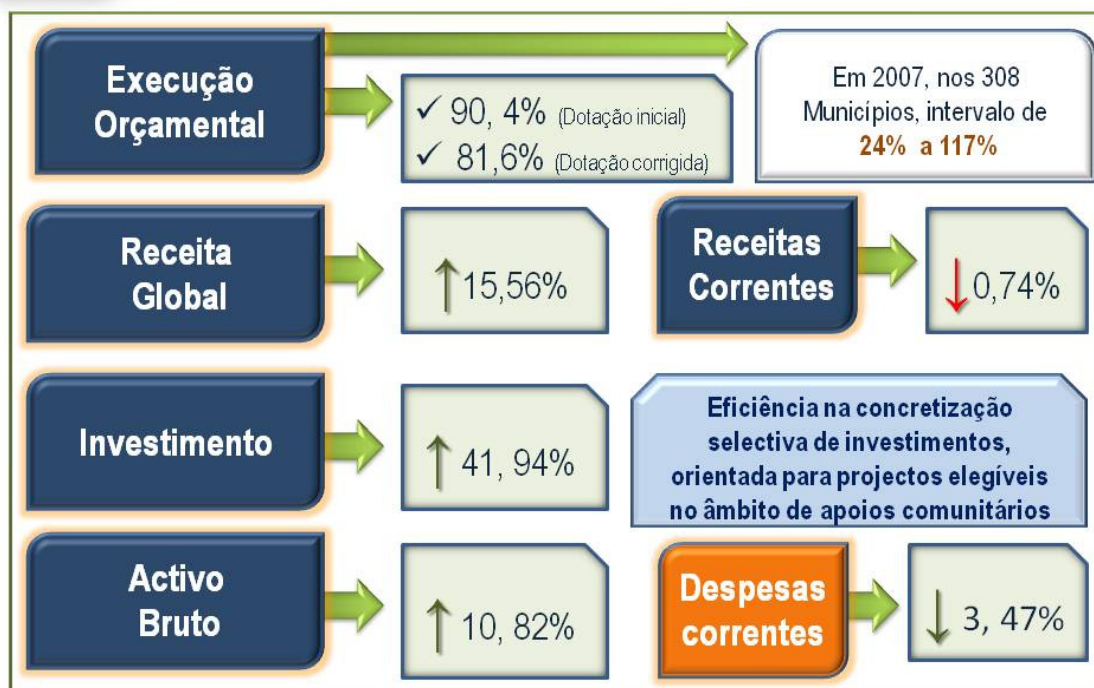 Execução
Orçamental
✓ 90, 4% (Dotação inicial)
✓ 81,6% (Dotação corrigida)
Em 2007, nos 308
Municípios, intervalo de
24% a 117%
Receita
Global
↑ 15,56%
Receitas
Correntes
↓ 0,74%
Investimento
↑ 41, 94%
Eficiência na concretização
selectiva de investimentos,
orientada para projectos elegíveis
no âmbito de apoios comunitários
Activo
Bruto
↑ 10, 82%
Despesas
correntes
↓ 3, 47%